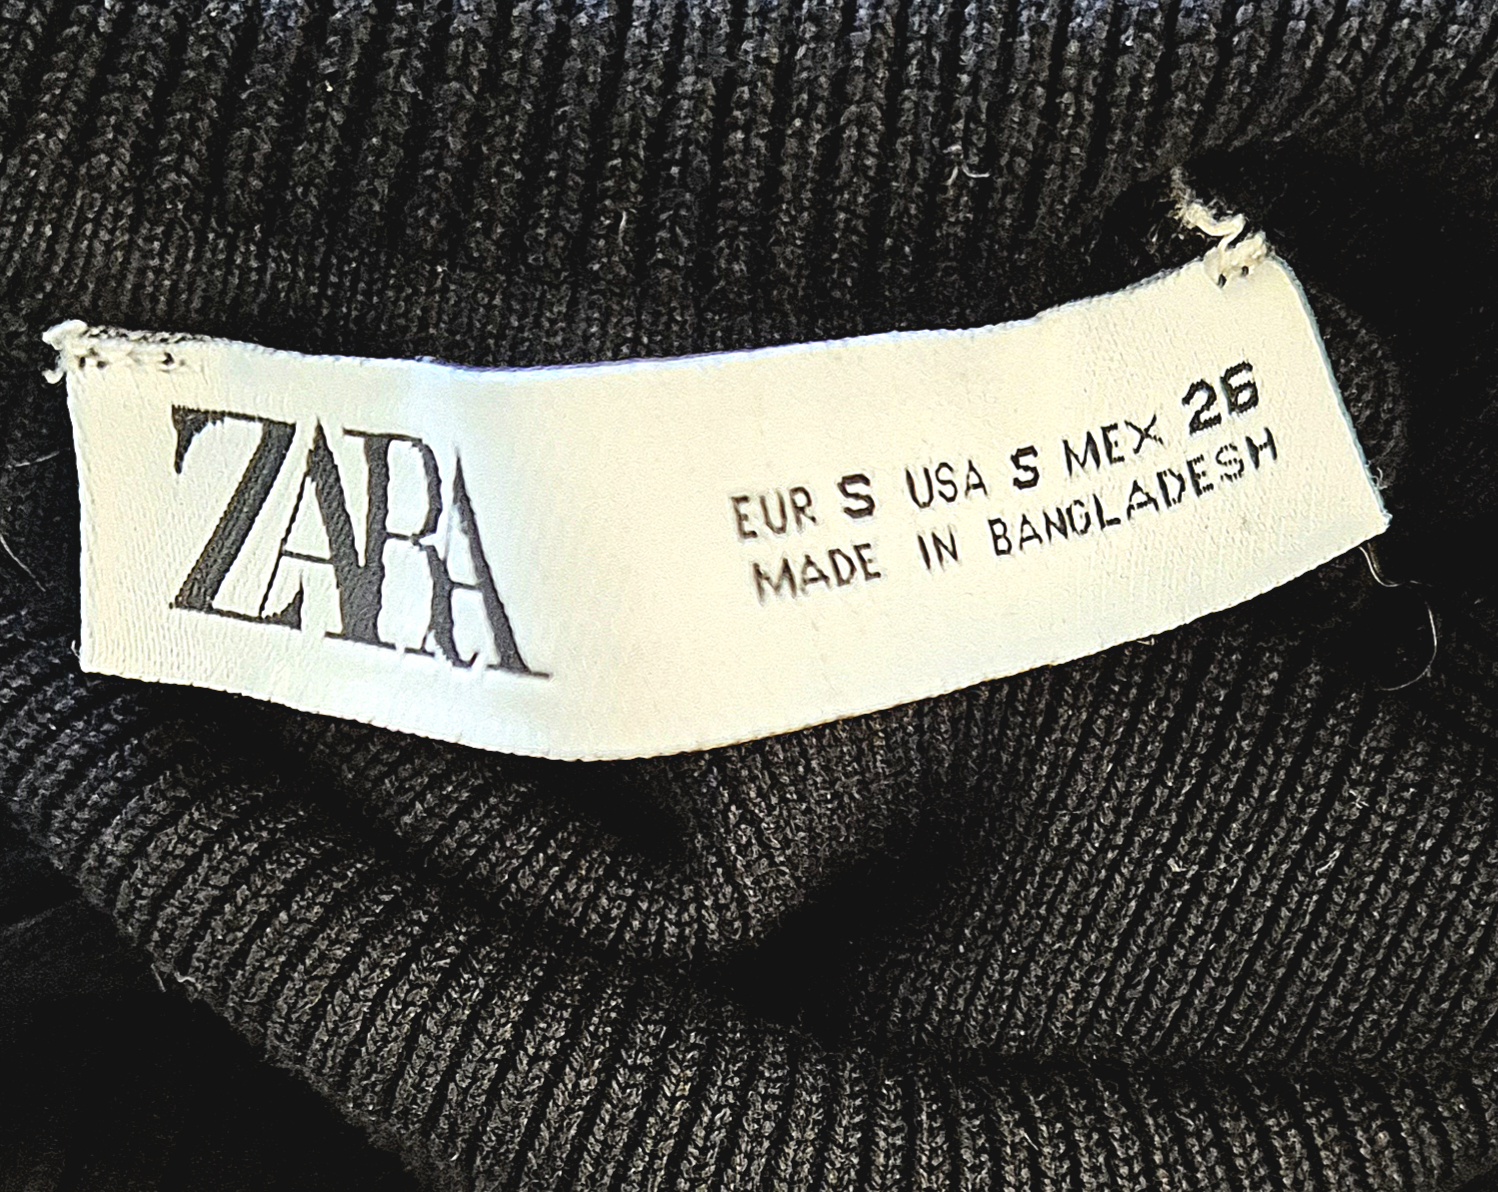 ZARA
EUR S USA S MEX 26
MADE IN BANGLADESH